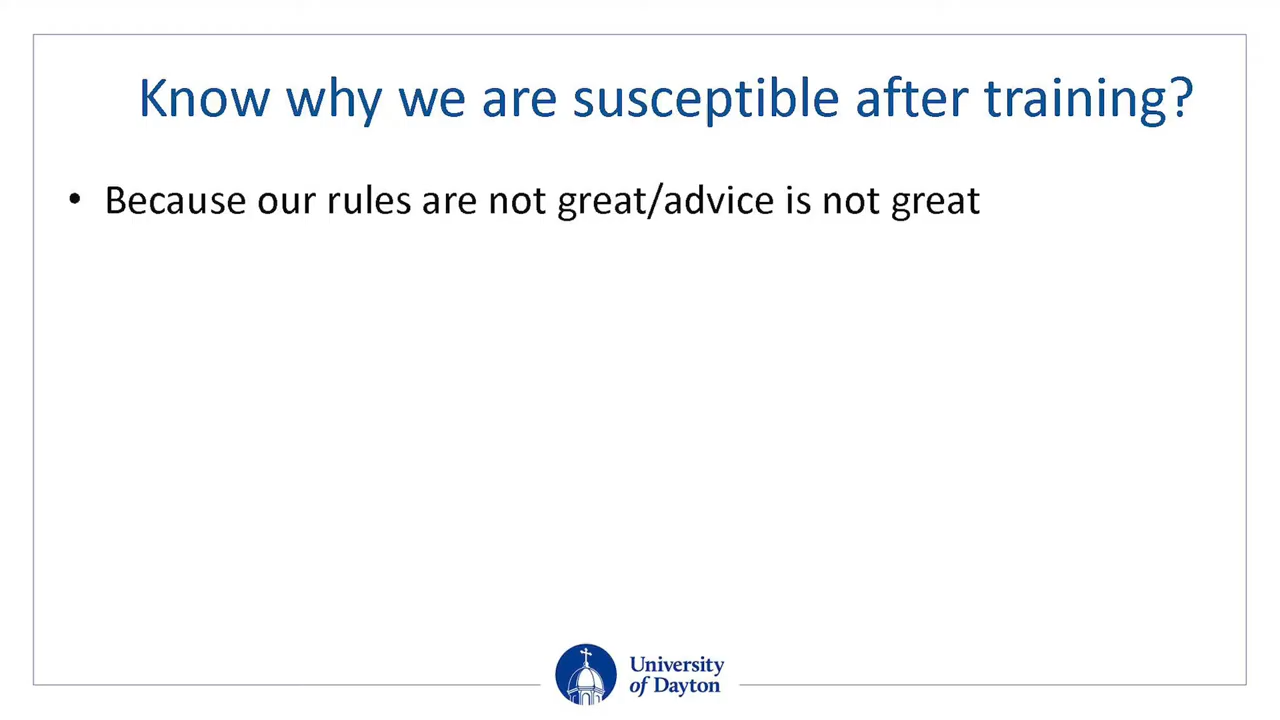 Know why we are susceptible after training?
• Because our rules are not great/advice is not great
University
of Dayton